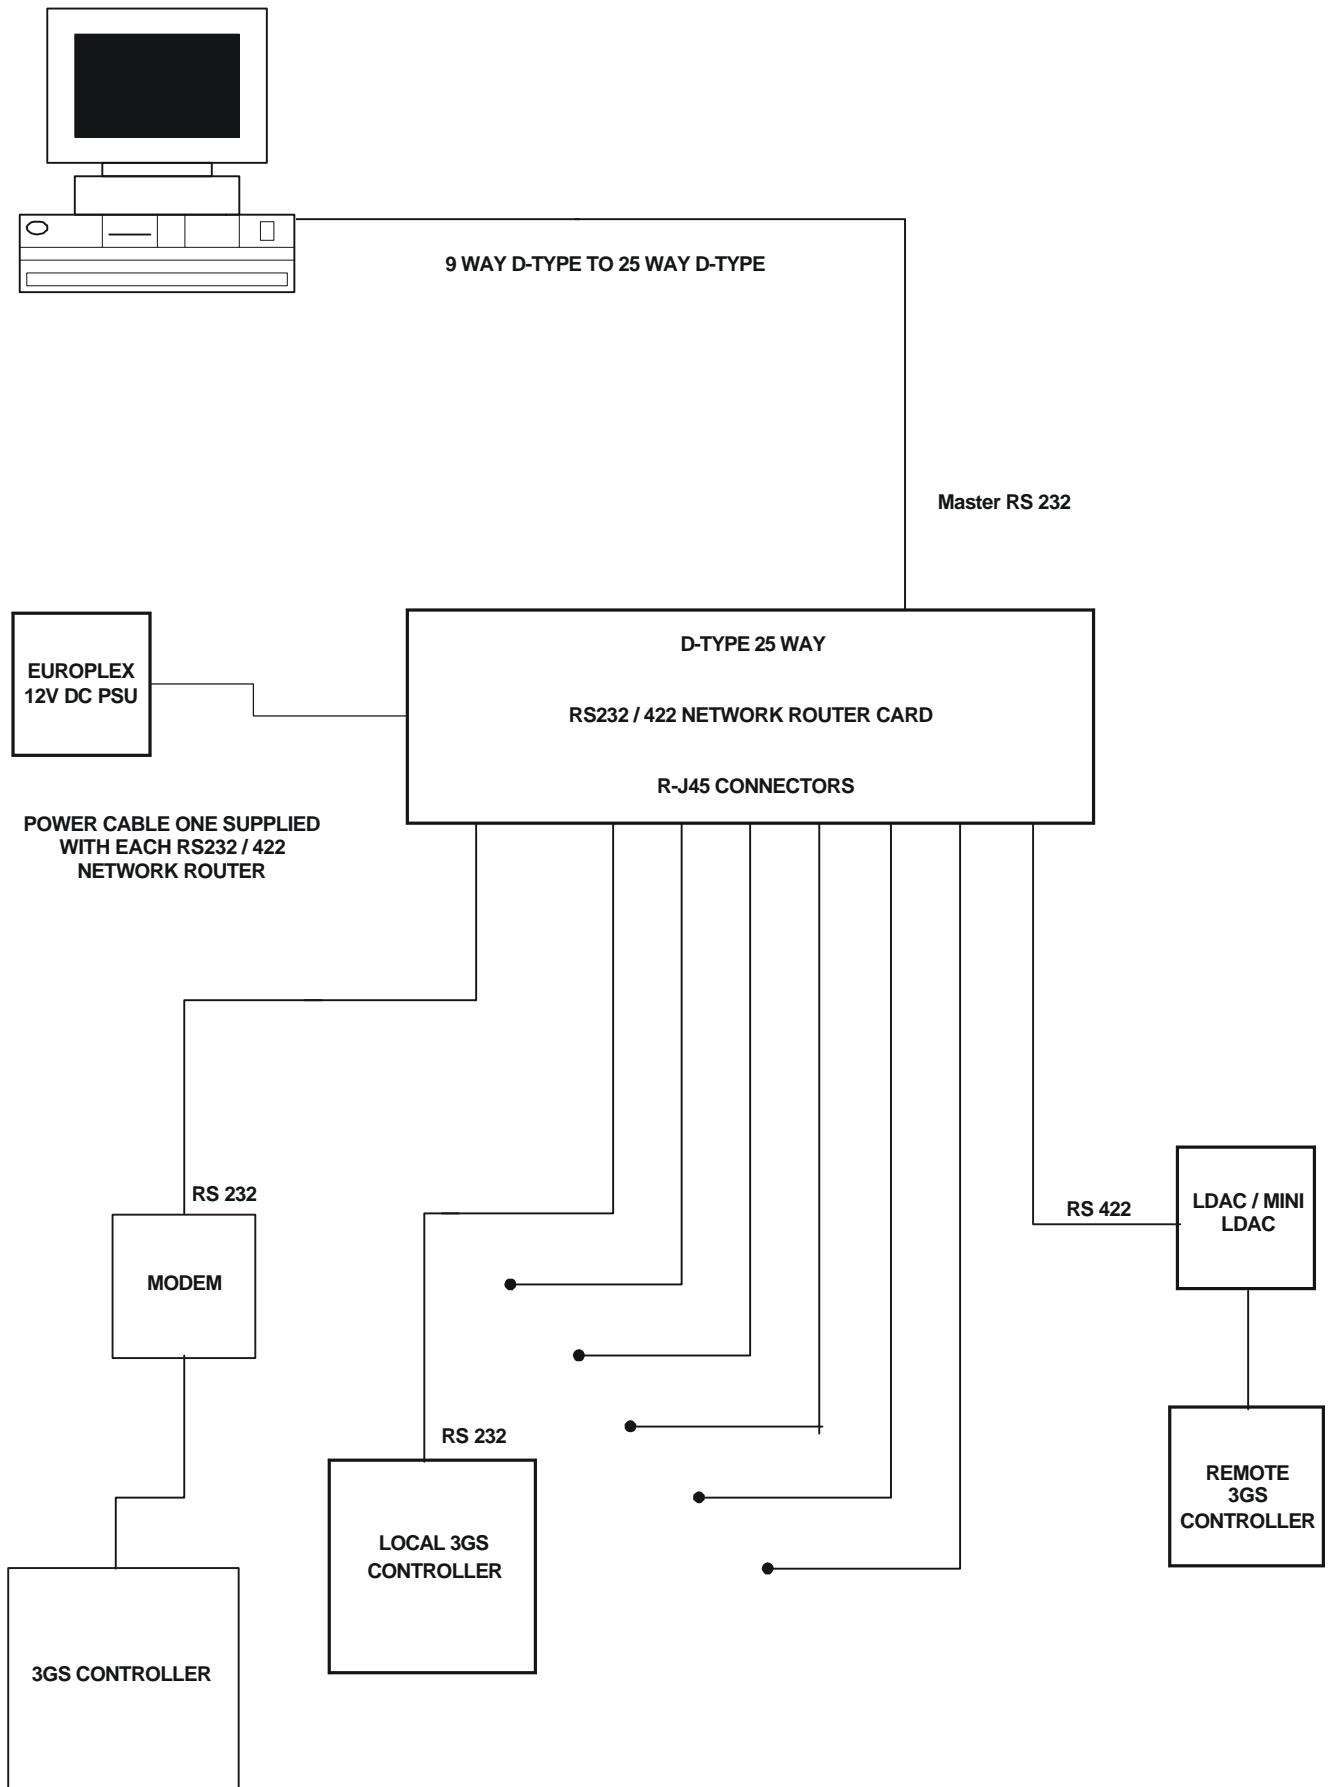 9 WAY D-TYPE TO 25 WAY D-TYPE
Master RS 232
D-TYPE 25 WAY
EUROPLEX
12V DC PSU
RS232 / 422 NETWORK ROUTER CARD
R-J45 CONNECTORS
POWER CABLE ONE SUPPLIED
WITH EACH RS232 / 422
NETWORK ROUTER
RS 232
MODEM
RS 422
LDAC / MINI
LDAC
RS 232
LOCAL 3GS
CONTROLLER
REMOTE
3GS
CONTROLLER
3GS CONTROLLER